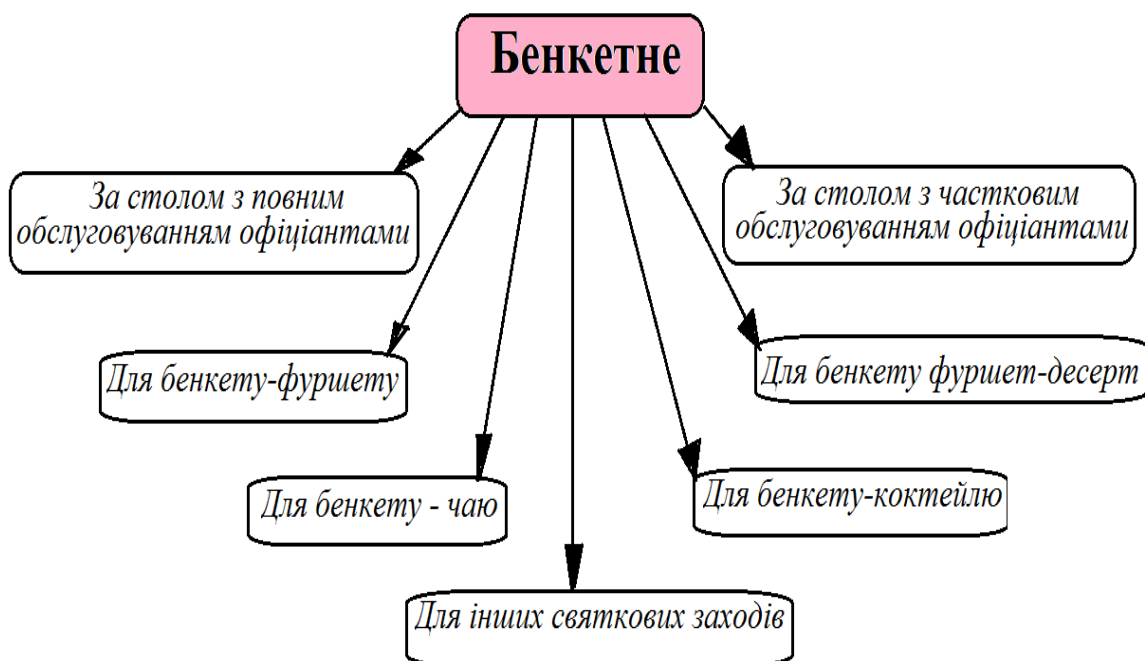 Бенкетне
За столом з повним
обслуговуванням офіціантами
За столом з частковим
обслуговуванням офіціантами
Для бенкету-фуршету
Для бенкету фуршет-десерт
Для бенкету - чаю
Для бенкету-коктейлю
Для інших святкових заходів